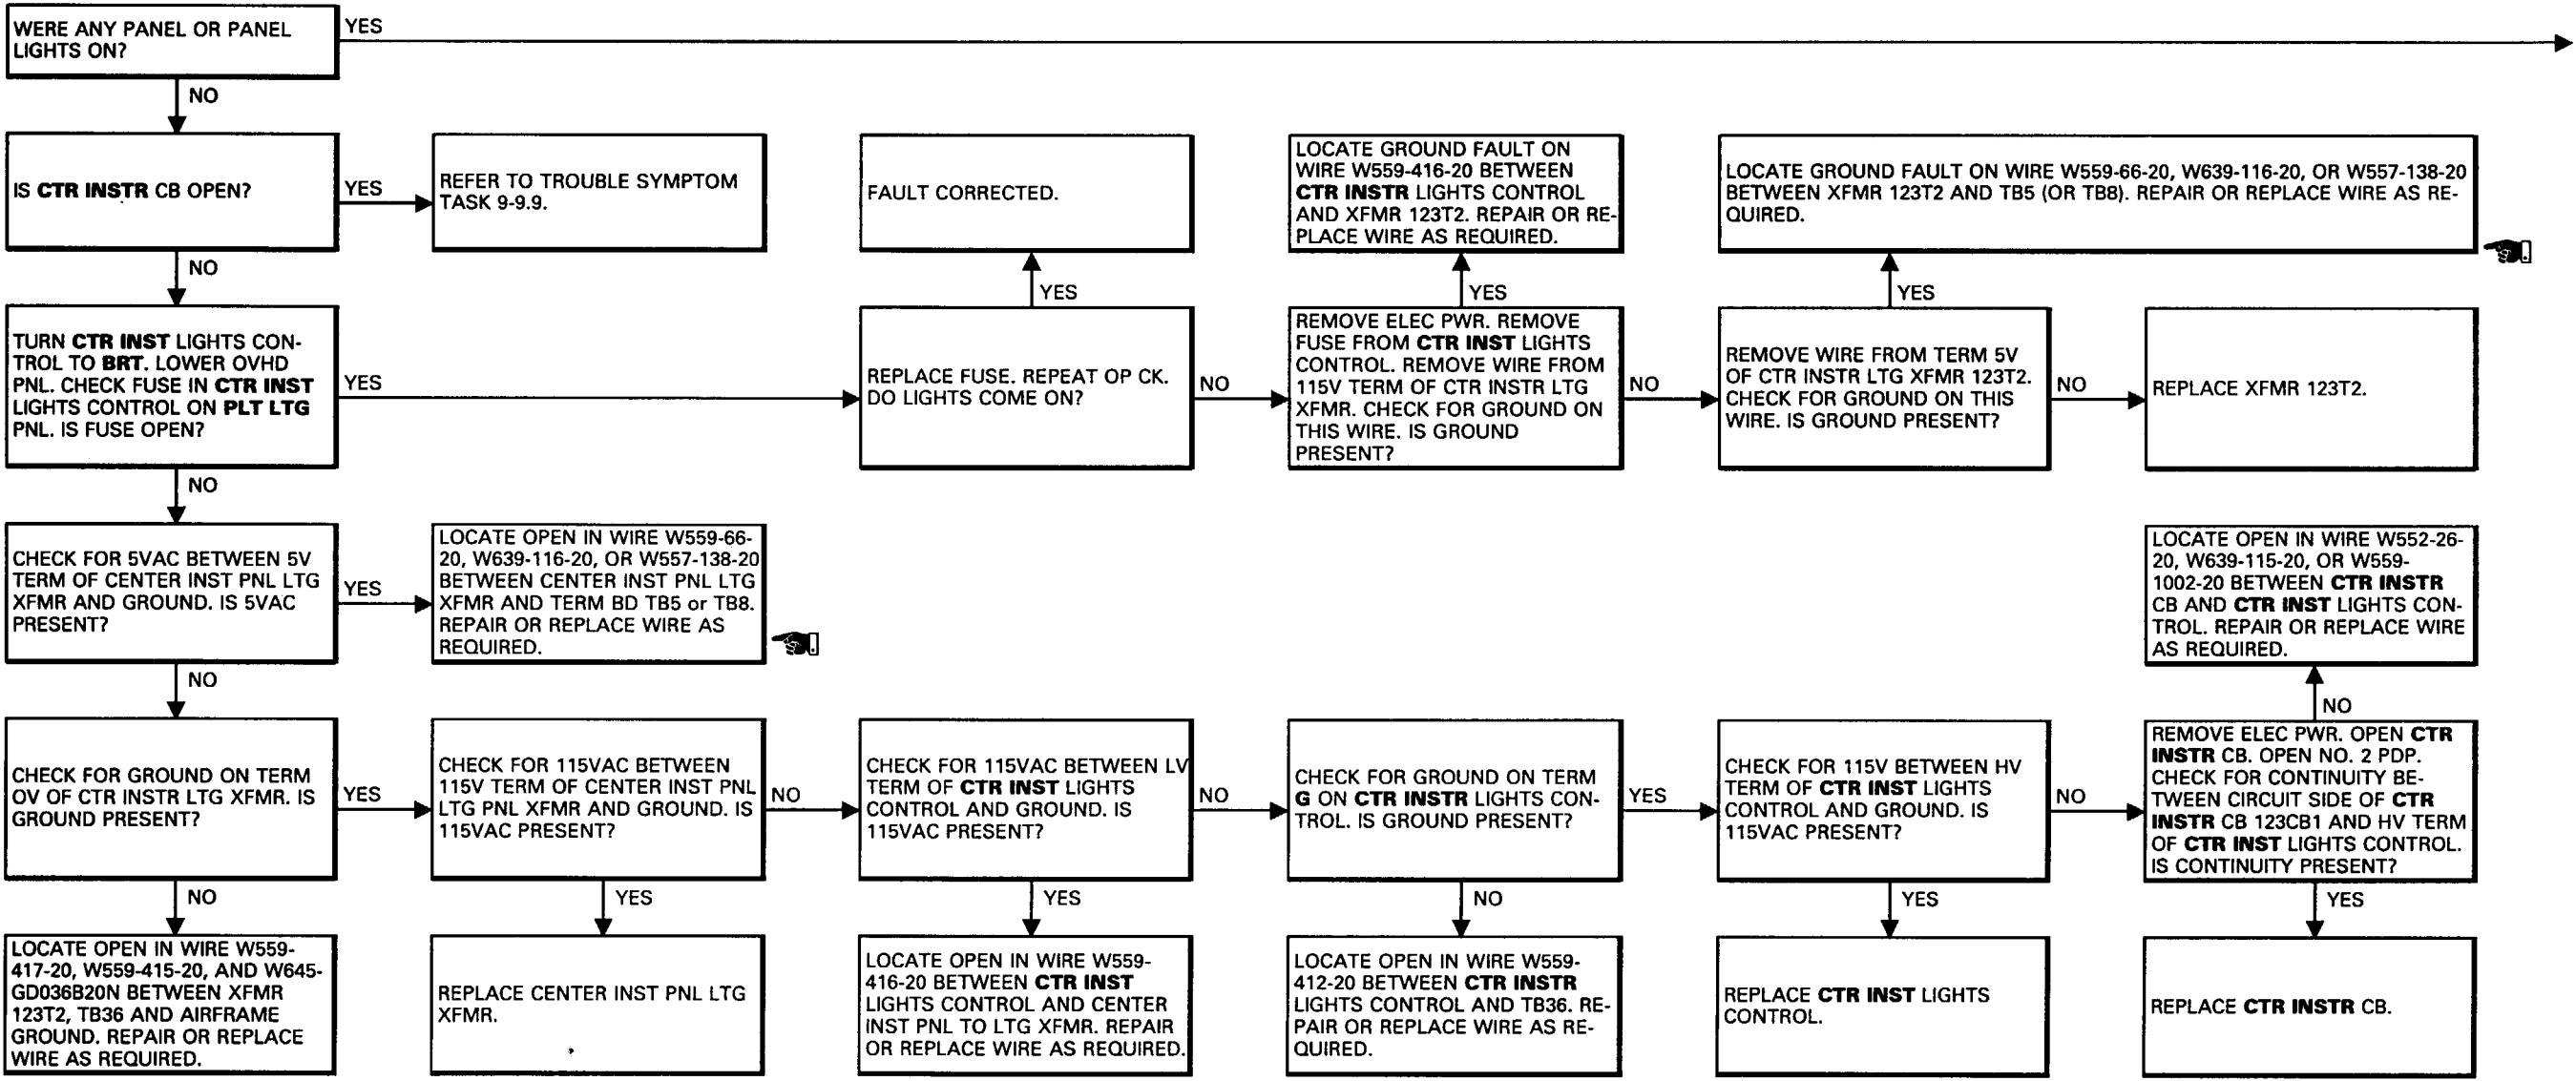 WERE ANY PANEL OR PANEL
LIGHTS ON?
YES
NO
IS CTR INSTR CB OPEN?
YES
REFER TO TROUBLE SYMPTOM
TASK 9-9.9.
FAULT CORRECTED.
LOCATE GROUND FAULT ON
WIRE W559-416-20 BETWEEN
CTR INSTR LIGHTS CONTROL
AND XFMR 123T2. REPAIR OR RE-
PLACE WIRE AS REQUIRED.
LOCATE GROUND FAULT ON WIRE W559-66-20, W639-116-20, OR W557-138-20
BETWEEN XFMR 123T2 AND TB5 (OR TB8). REPAIR OR REPLACE WIRE AS RE-
QUIRED.
NO
YES
YES
YES
TURN CTR INST LIGHTS CON-
TROL TO BRT. LOWER OVHD
PNL. CHECK FUSE IN CTR INST
LIGHTS CONTROL ON PLT LTG
PNL. IS FUSE OPEN?
YES
REPLACE FUSE. REPEAT OP CK.
DO LIGHTS COME ON?
NO
REMOVE ELEC PWR. REMOVE
FUSE FROM CTR INST LIGHTS
CONTROL. REMOVE WIRE FROM
115V TERM OF CTR INSTR LTG
XFMR. CHECK FOR GROUND ON
THIS WIRE. IS GROUND
PRESENT?
NO
REMOVE WIRE FROM TERM 5V
OF CTR INSTR LTG XFMR 123T2.
CHECK FOR GROUND ON THIS
WIRE. IS GROUND PRESENT?
NO
REPLACE XFMR 123T2.
NO
CHECK FOR 5VAC BETWEEN 5V
TERM OF CENTER INST PNL LTG
XFMR AND GROUND. IS 5VAC
PRESENT?
YES
LOCATE OPEN IN WIRE W559-66-
20, W639-116-20, OR W557-138-20
BETWEEN CENTER INST PNL LTG
XFMR AND TERM BD TB5 or TB8.
REPAIR OR REPLACE WIRE AS
REQUIRED.
LOCATE OPEN IN WIRE W552-26-
20, W639-115-20, OR W559-
1002-20 BETWEEN CTR INSTR
CB AND CTR INST LIGHTS CON-
TROL. REPAIR OR REPLACE WIRE
AS REQUIRED.
NO
NO
CHECK FOR GROUND ON TERM
OV OF CTR INSTR LTG XFMR. IS
GROUND PRESENT?
YES
CHECK FOR 115VAC BETWEEN
115V TERM OF CENTER INST PNL
LTG PNL XFMR AND GROUND. IS
115VAC PRESENT?
NO
CHECK FOR 115VAC BETWEEN LV
TERM OF CTR INST LIGHTS
CONTROL AND GROUND. IS
115VAC PRESENT?
NO
CHECK FOR GROUND ON TERM
G ON CTR INSTR LIGHTS CON-
TROL. IS GROUND PRESENT?
YES
CHECK FOR 115V BETWEEN HV
TERM OF CTR INST LIGHTS
CONTROL AND GROUND. IS
115VAC PRESENT?
NO
REMOVE ELEC PWR. OPEN CTR
INSTR CB. OPEN NO. 2 PDP.
CHECK FOR CONTINUITY BE-
TWEEN CIRCUIT SIDE OF CTR
INSTR CB 123CB1 AND HV TERM
OF CTR INST LIGHTS CONTROL.
IS CONTINUITY PRESENT?
NO
YES
YES
NO
YES
YES
LOCATE OPEN IN WIRE W559-
417-20, W559-415-20, AND W645-
GD036B20N BETWEEN XFMR
123T2, TB36 AND AIRFRAME
GROUND. REPAIR OR REPLACE
WIRE AS REQUIRED.
REPLACE CENTER INST PNL LTG
XFMR.
LOCATE OPEN IN WIRE W559-
416-20 BETWEEN CTR INST
LIGHTS CONTROL AND CENTER
INST PNL TO LTG XFMR. REPAIR
OR REPLACE WIRE AS REQUIRED.
LOCATE OPEN IN WIRE W559-
412-20 BETWEEN CTR INSTR
LIGHTS CONTROL AND TB36. RE-
PAIR OR REPLACE WIRE AS RE-
QUIRED.
REPLACE CTR INST LIGHTS
CONTROL.
REPLACE CTR INSTR CB.